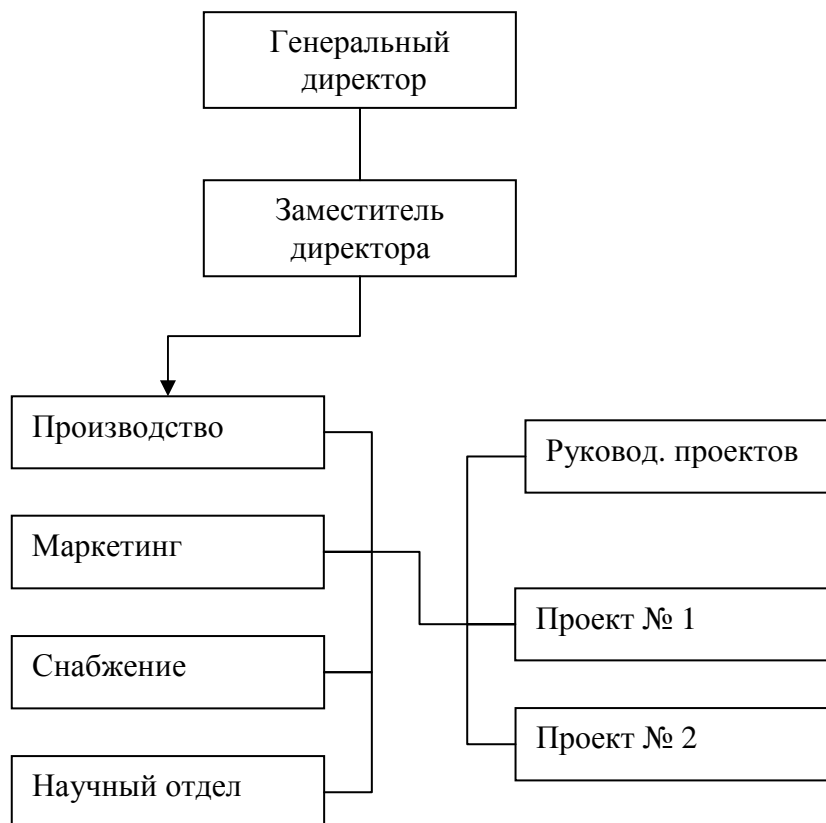 Генеральный
директор
Заместитель
директора
Производство
Маркетинг
Снабжение
Научный отдел
Руковод. проектов
Проект № 1
Проект № 2